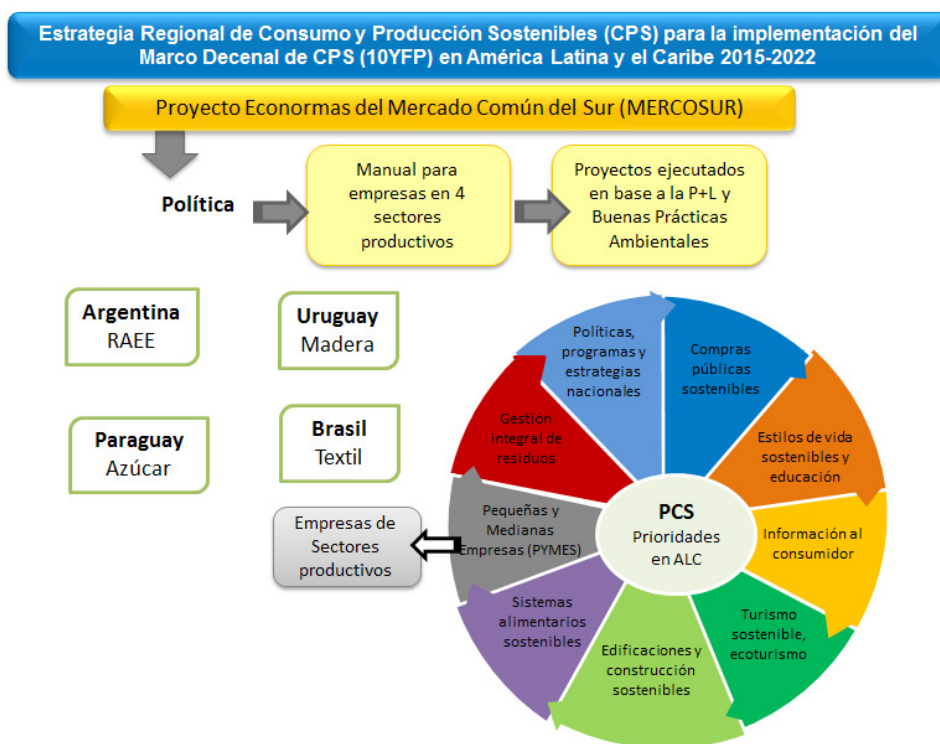 Estrategia Regional de Consumo y Producción Sostenibles (CPS) para la implementación del
Marco Decenal de CPS (10YFP) en América Latina y el Caribe 2015-2022
Proyecto Econormas del Mercado Común del Sur (MERCOSUR)
Política
Manual para
empresas en 4
sectores
productivos
Proyectos ejecutados
en base a la P+L y
Buenas Prácticas
Ambientales
Argentina
RAEE
Uruguay
Madera
Paraguay
Azúcar
Brasil
Textil
Empresas de
Sectores
productivos
PCS
Prioridades
en ALC
Políticas,
programas y
estrategias
nacionales
Compras
públicas
sostenibles
Estilos de vida
sostenibles y
educación
Información al
consumidor
Turismo
sostenible,
ecoturismo
Edificaciones y
construcción
sostenibles
Sistemas
alimentarios
sostenibles
Pequeñas y
Medianas
Empresas (PYMES)
Gestión
integral de
residuos